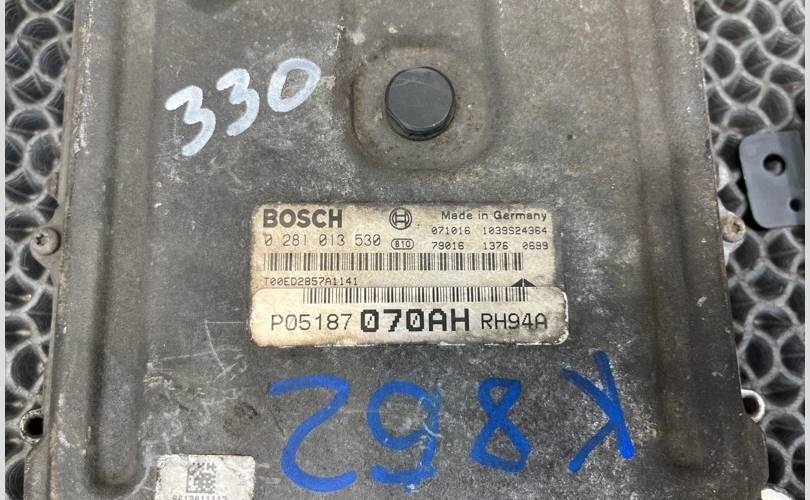 330
BOSCH
Made in Germany
0 281 013 530 B10
071016 1039S24364
79016 1376 0689
T00ED2857A1141
P05187 070AH RH94A
K862